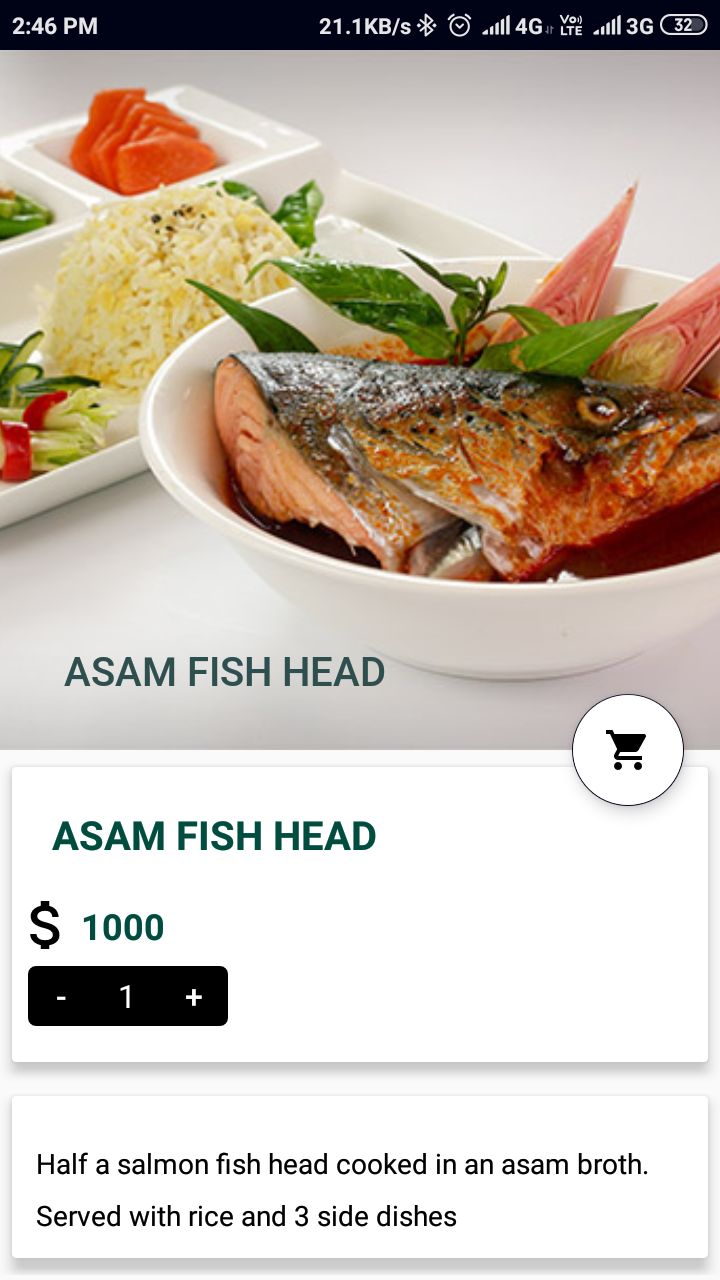 2:46 PM 21.1KB/s 4G Vo) LTE 3G 32
ASAM FISH HEAD
ASAM FISH HEAD
$ 1000
- 1 +
Half a salmon fish head cooked in an asam broth.
Served with rice and 3 side dishes